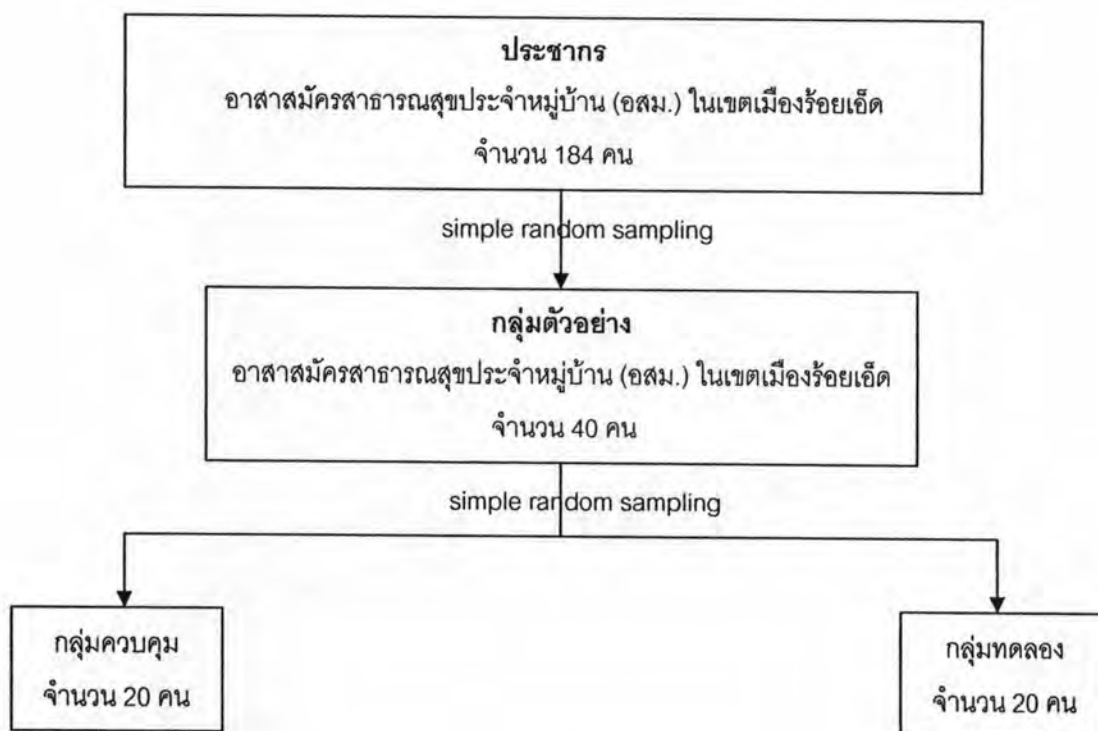 ประชากร
อาสาสมัครสาธารณสุขประจำหมู่บ้าน (อสม.) ในเขตเมืองร้อยเอ็ด
จำนวน 184 คน
simple random sampling
กลุ่มตัวอย่าง
อาสาสมัครสาธารณสุขประจำหมู่บ้าน (อสม.) ในเขตเมืองร้อยเอ็ด
จำนวน 40 คน
simple random sampling
กลุ่มควบคุม
จำนวน 20 คน
กลุ่มทดลอง
จำนวน 20 คน